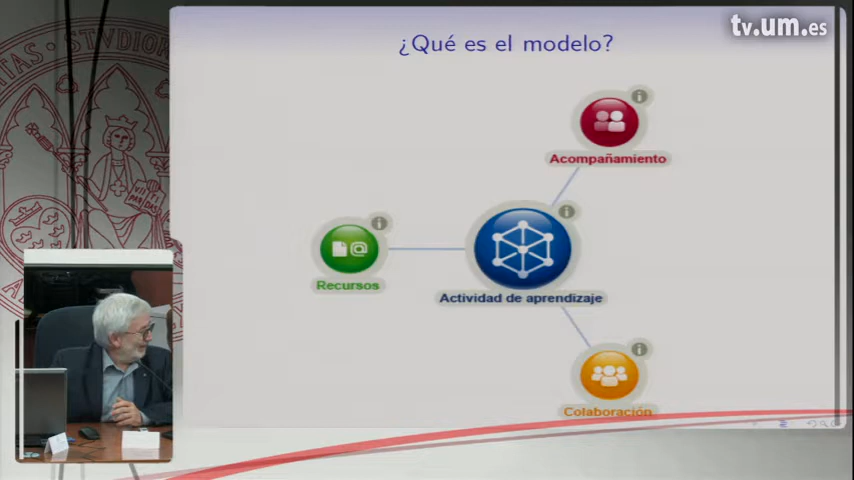 ¿Qué es el modelo?
tv.um.es
Acompañamiento
Recursos
Actividad de aprendizaje
Colaboración